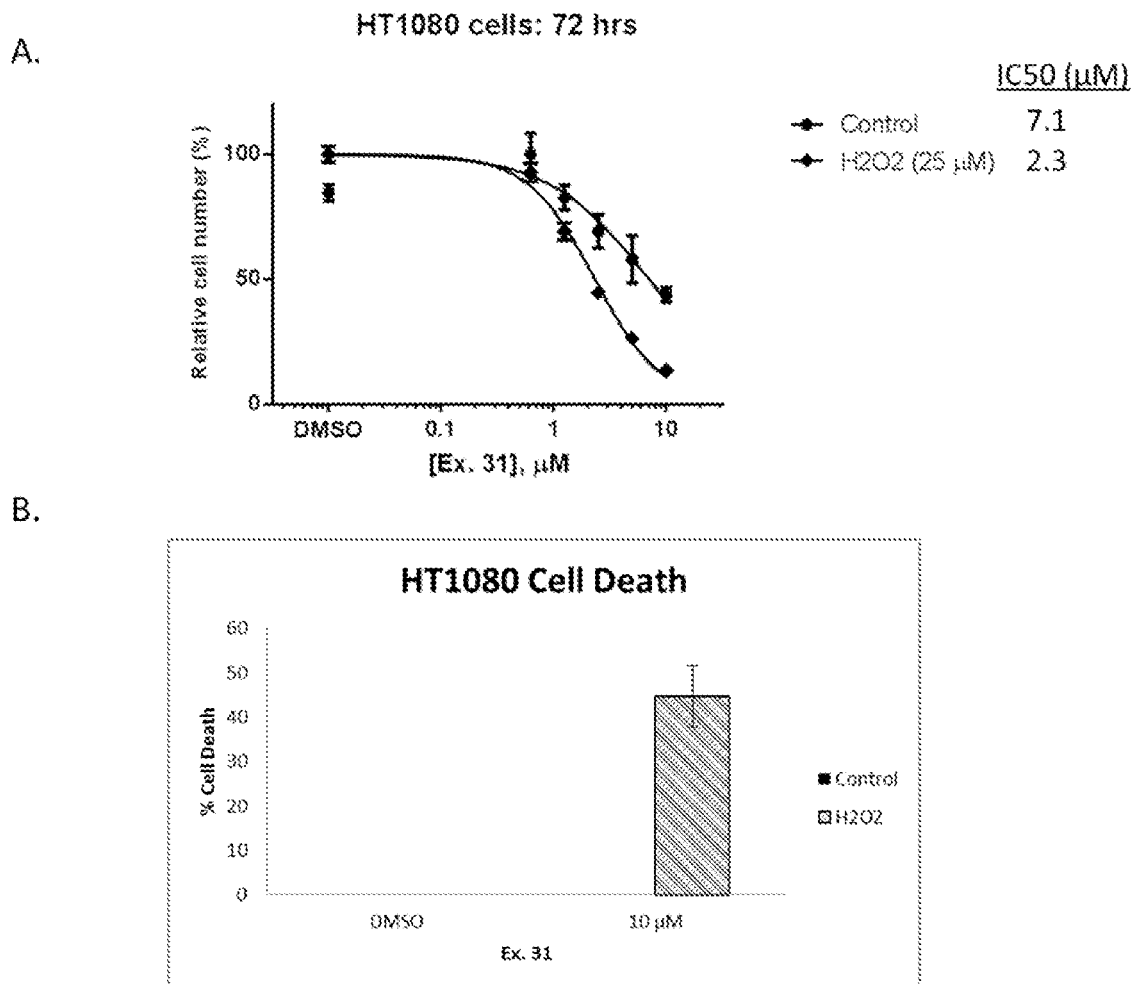 A.
HT1080 cells: 72 hrs
IC50 (μM)
Control 7.1
H2O2 (25 μM) 2.3
Relative cell number (%)
100
50
0
DMSO 0.1 1 10
[Ex. 31], μM
B.
HT1080 Cell Death
60
50
40
30
20
10
0
% Cell Death
Control
H2O2
DMSO 10 μM
Ex. 31